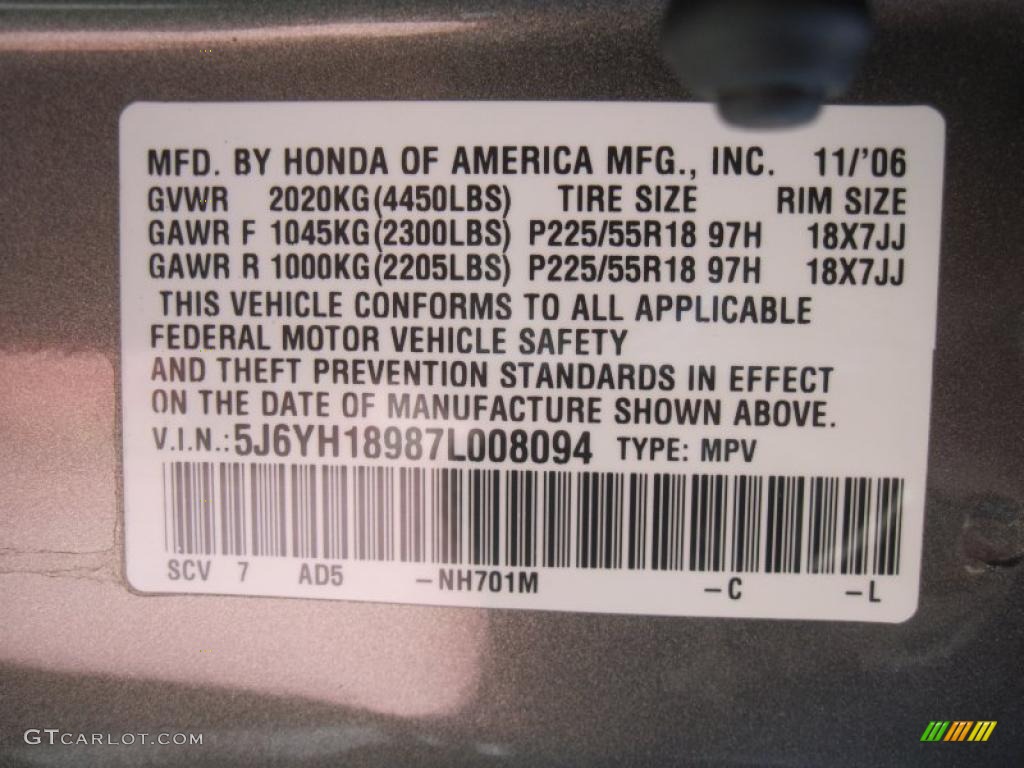 MFD. BY HONDA OF AMERICA MFG., INC. 11/'06
GVWR 2020KG(4450LBS) TIRE SIZE RIM SIZE
GAWR F 1045KG(2300LBS) P225/55R18 97H 18X7JJ
GAWR R 1000KG(2205LBS) P225/55R18 97H 18X7JJ
THIS VEHICLE CONFORMS TO ALL APPLICABLE
FEDERAL MOTOR VEHICLE SAFETY
AND THEFT PREVENTION STANDARDS IN EFFECT
ON THE DATE OF MANUFACTURE SHOWN ABOVE.
V.I.N.: 5J6YH18987L008094 TYPE: MPV
SCV 7 AD5 –NH701M –C –L
GTCARLOT.COM